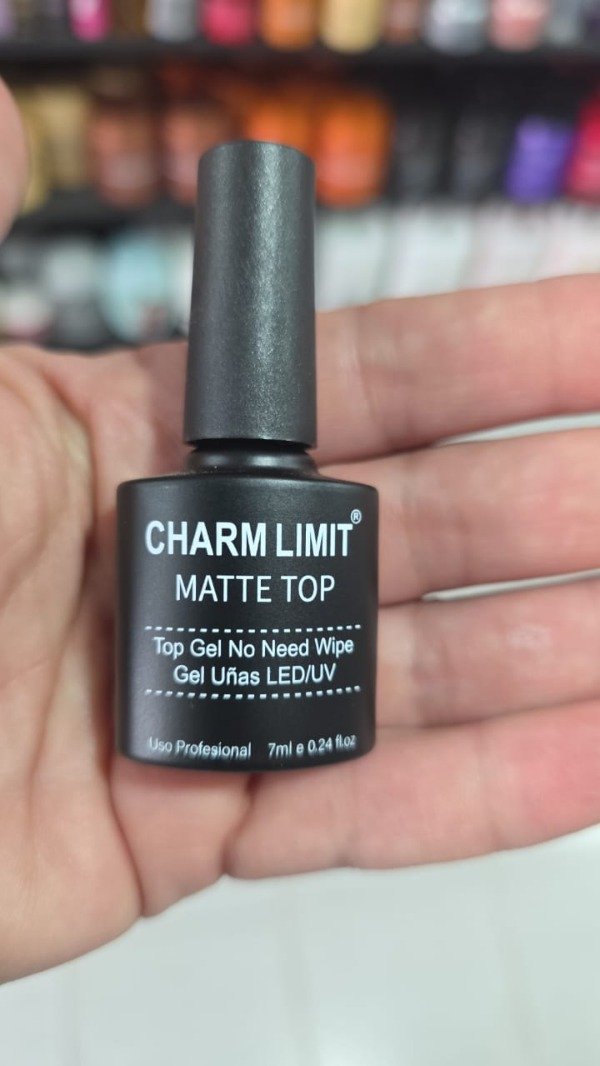 CHARM LIMIT®
MATTE TOP
Top Gel No Need Wipe
Gel Uñas LED/UV
Uso Profesional 7ml e 0.24 fl.oz